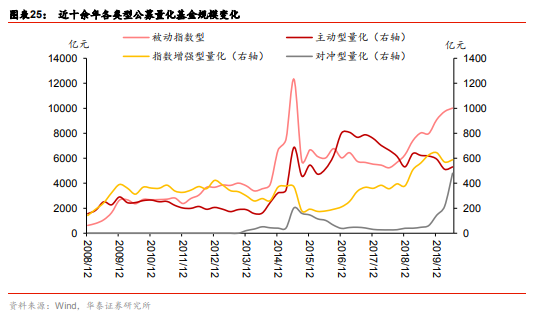 图表25： 近十余年各类型公募量化基金规模变化
亿元 亿元
被动指数型 主动型量化（右轴）
指数增强型量化（右轴） 对冲型量化（右轴）
14000 1400
12000 1200
10000 1000
8000 800
6000 600
4000 400
2000 200
0 0
2008/12 2009/12 2010/12 2011/12 2012/12 2013/12 2014/12 2015/12 2016/12 2017/12 2018/12 2019/12
资料来源：Wind，华泰证券研究所